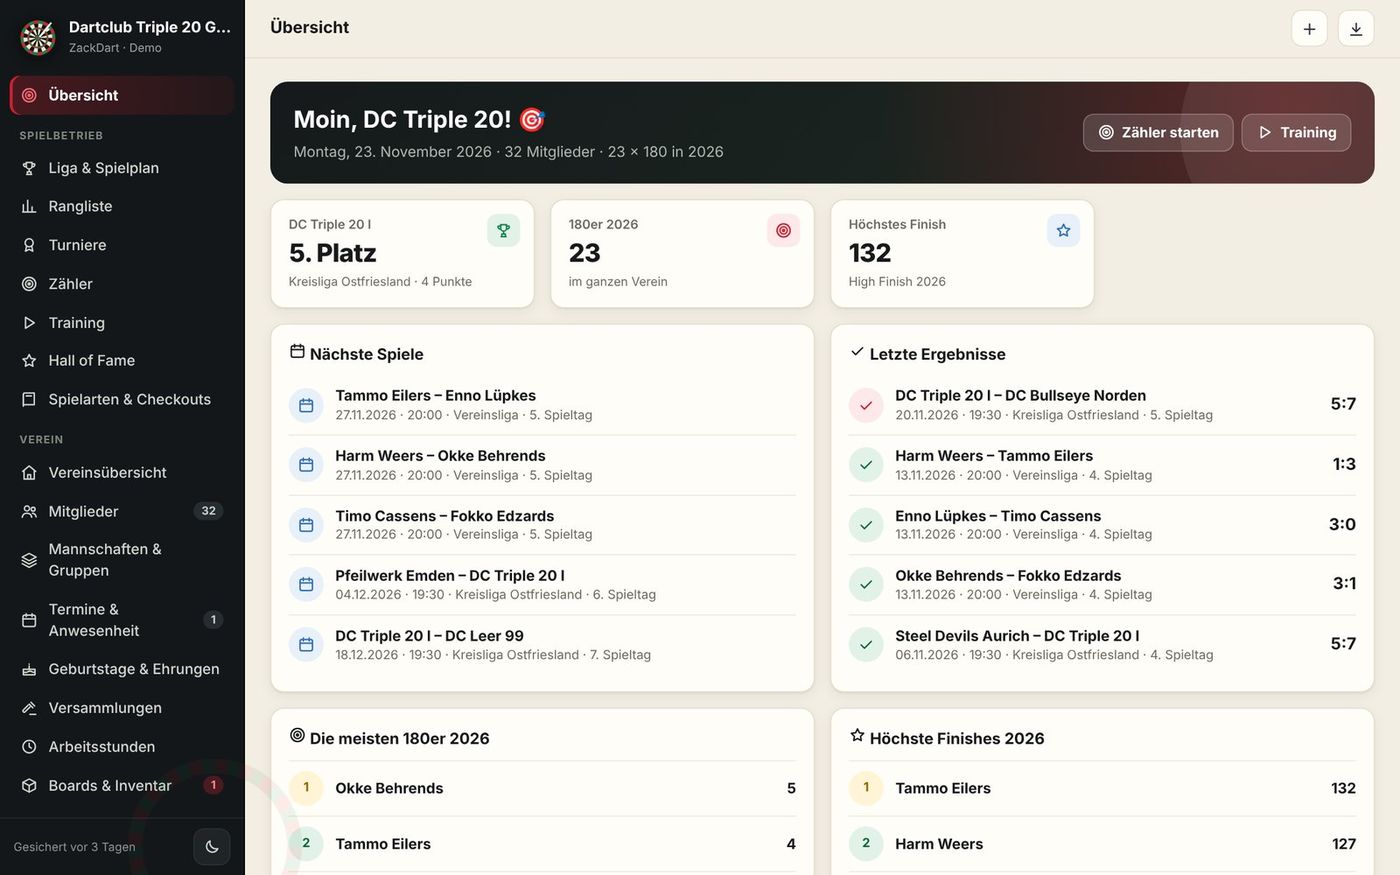 Dartclub Triple 20 G...
ZackDart · Demo
Übersicht
SPIELBETRIEB
Liga & Spielplan
Rangliste
Turniere
Zähler
Training
Hall of Fame
Spielarten & Checkouts
VEREIN
Vereinsübersicht
Mitglieder 32
Mannschaften &
Gruppen
Termine &
Anwesenheit 1
Geburtstage & Ehrungen
Versammlungen
Arbeitsstunden
Boards & Inventar 1
Gesichert vor 3 Tagen
Übersicht
Moin, DC Triple 20!
Montag, 23. November 2026 · 32 Mitglieder · 23 × 180 in 2026
Zähler starten
Training
DC Triple 20 I
5. Platz
Kreisliga Ostfriesland · 4 Punkte
180er 2026
23
im ganzen Verein
Höchstes Finish
132
High Finish 2026
Nächste Spiele
Tammo Eilers – Enno Lüpkes
27.11.2026 · 20:00 · Vereinsliga · 5. Spieltag
Harm Weers – Okke Behrends
27.11.2026 · 20:00 · Vereinsliga · 5. Spieltag
Timo Cassens – Fokko Edzards
27.11.2026 · 20:00 · Vereinsliga · 5. Spieltag
Pfeilwerk Emden – DC Triple 20 I
04.12.2026 · 19:30 · Kreisliga Ostfriesland · 6. Spieltag
DC Triple 20 I – DC Leer 99
18.12.2026 · 19:30 · Kreisliga Ostfriesland · 7. Spieltag
Letzte Ergebnisse
DC Triple 20 I – DC Bullseye Norden 5:7
20.11.2026 · 19:30 · Kreisliga Ostfriesland · 5. Spieltag
Harm Weers – Tammo Eilers 1:3
13.11.2026 · 20:00 · Vereinsliga · 4. Spieltag
Enno Lüpkes – Timo Cassens 3:0
13.11.2026 · 20:00 · Vereinsliga · 4. Spieltag
Okke Behrends – Fokko Edzards 3:1
13.11.2026 · 20:00 · Vereinsliga · 4. Spieltag
Steel Devils Aurich – DC Triple 20 I 5:7
06.11.2026 · 19:30 · Kreisliga Ostfriesland · 4. Spieltag
Die meisten 180er 2026
1 Okke Behrends 5
2 Tammo Eilers 4
Höchste Finishes 2026
1 Tammo Eilers 132
2 Harm Weers 127